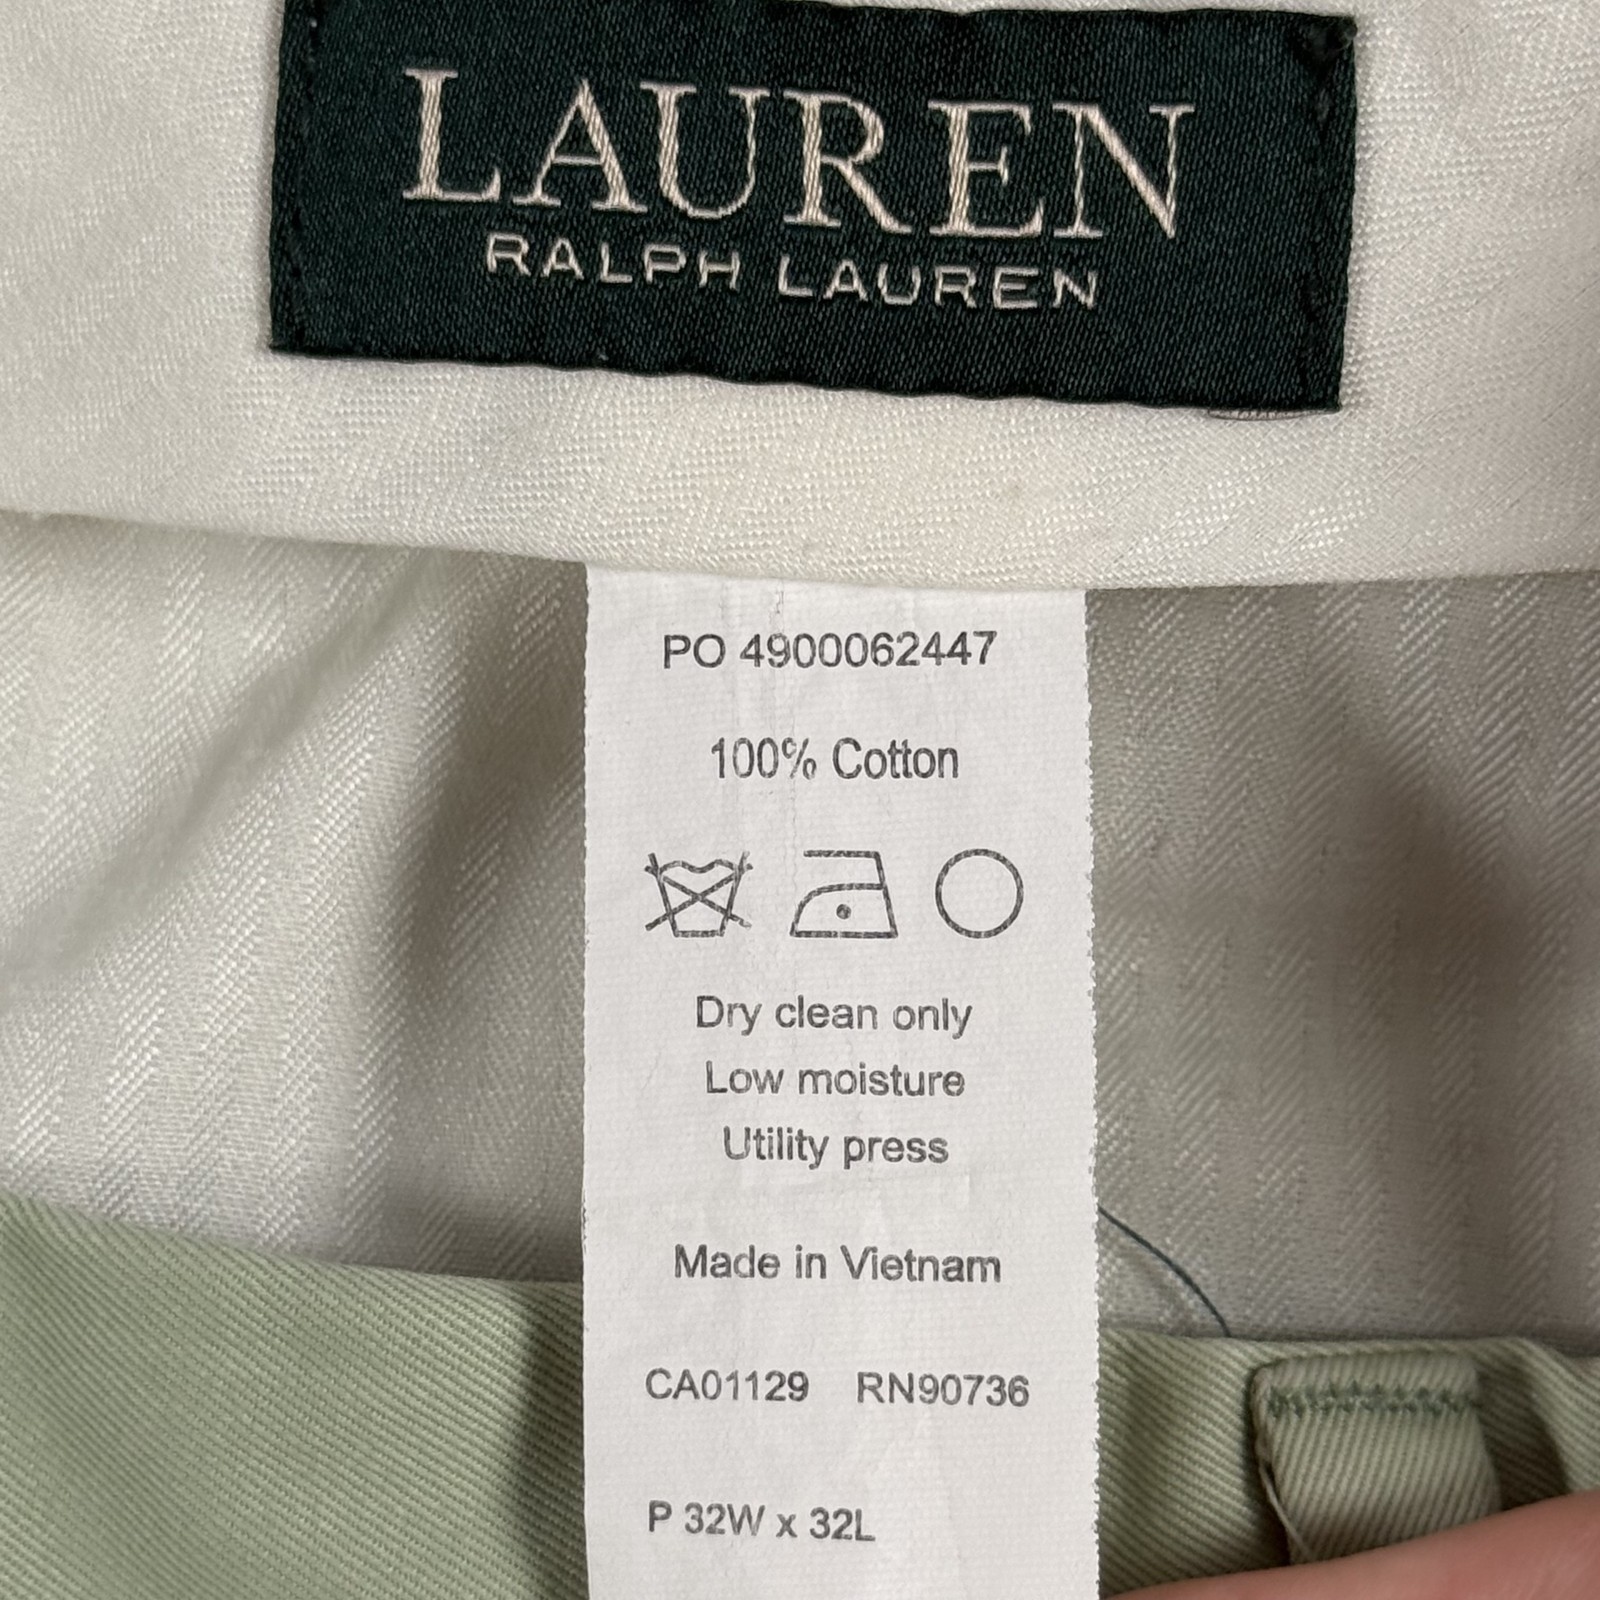 LAUREN
RALPH LAUREN
PO 4900062447
100% Cotton
Dry clean only
Low moisture
Utility press
Made in Vietnam
CA01129 RN90736
P 32W x 32L